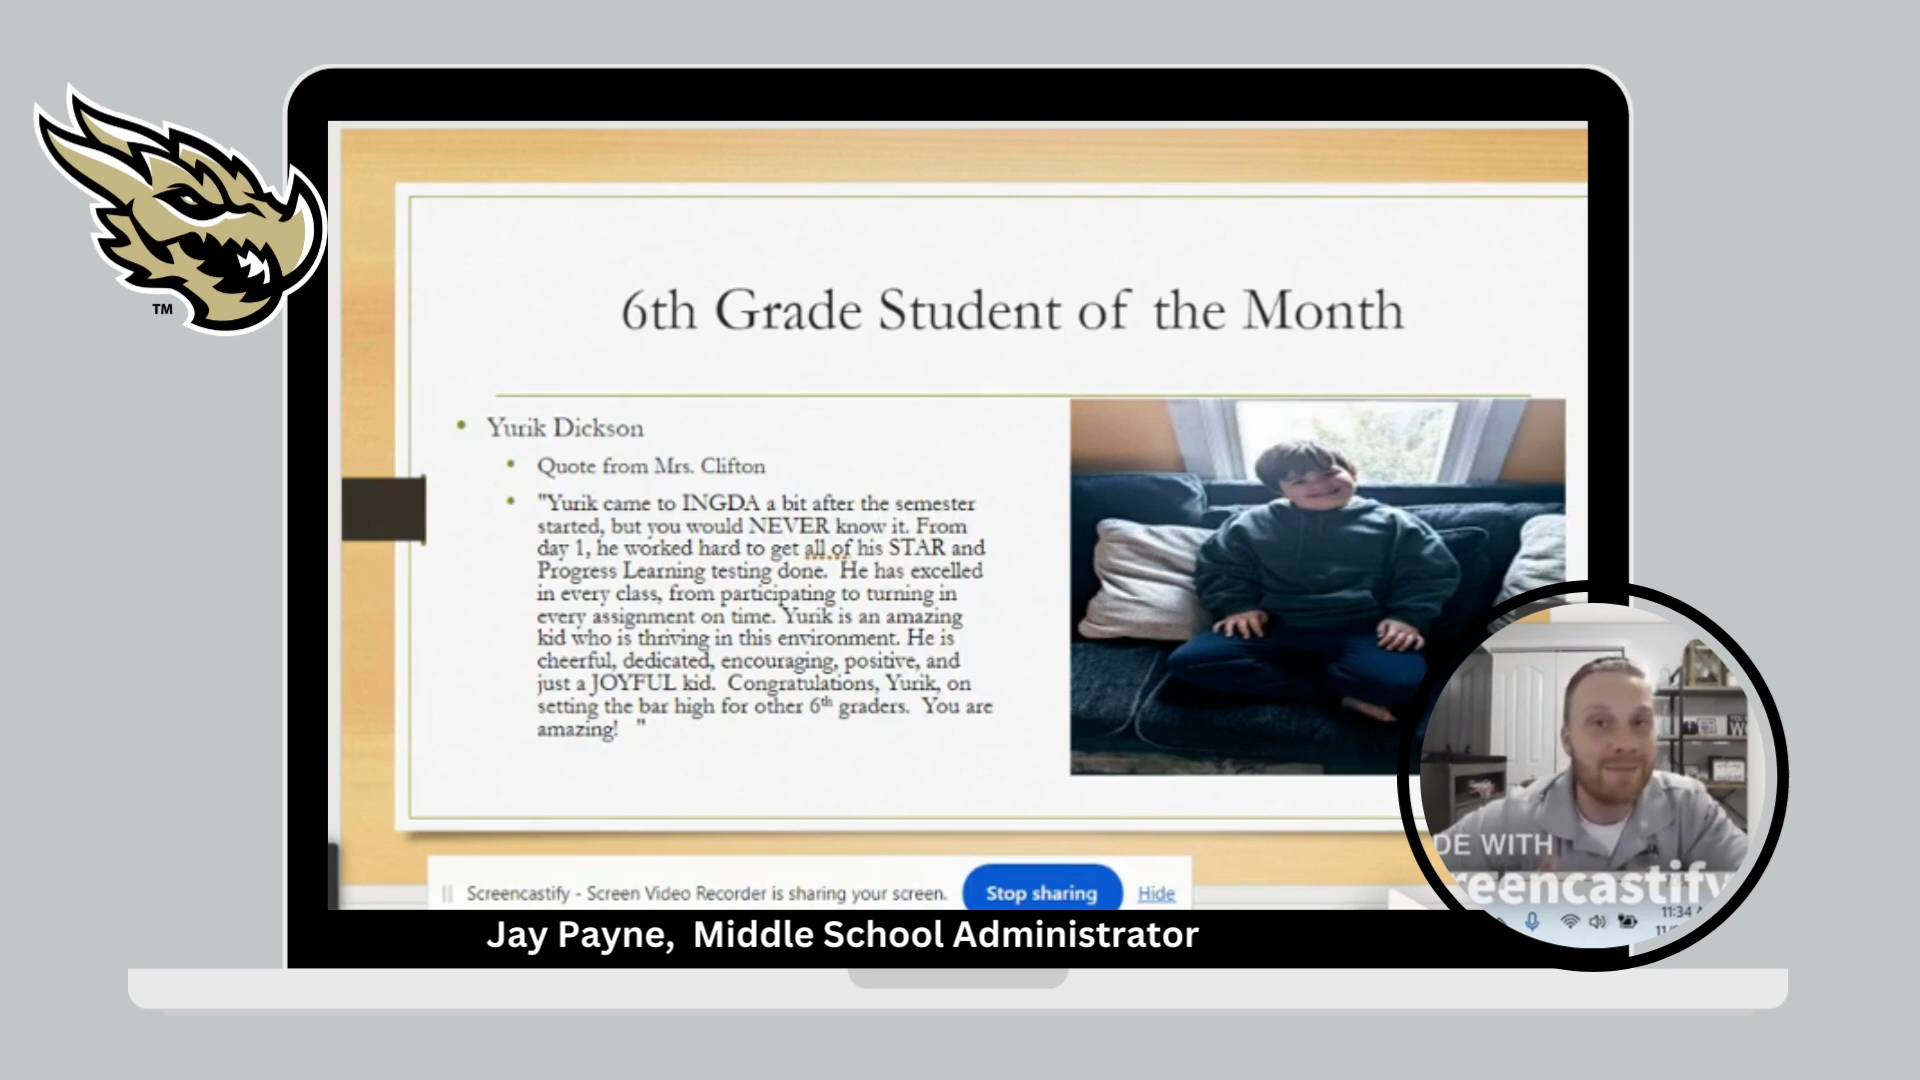 TM
6th Grade Student of the Month
• Yurik Dickson
• Quote from Mrs. Clifton
• "Yurik came to INGDA a bit after the semester
started, but you would NEVER know it. From
day 1, he worked hard to get all of his STAR and
Progress Learning testing done. He has excelled
in every class, from participating to turning in
every assignment on time. Yurik is an amazing
kid who is thriving in this environment. He is
cheerful, dedicated, encouraging, positive, and
just a JOYFUL kid. Congratulations, Yurik, on
setting the bar high for other 6th graders. You are
amazing! "
DE WITH
reencastify
Screencastify - Screen Video Recorder is sharing your screen. Stop sharing Hide
11:34
Jay Payne, Middle School Administrator